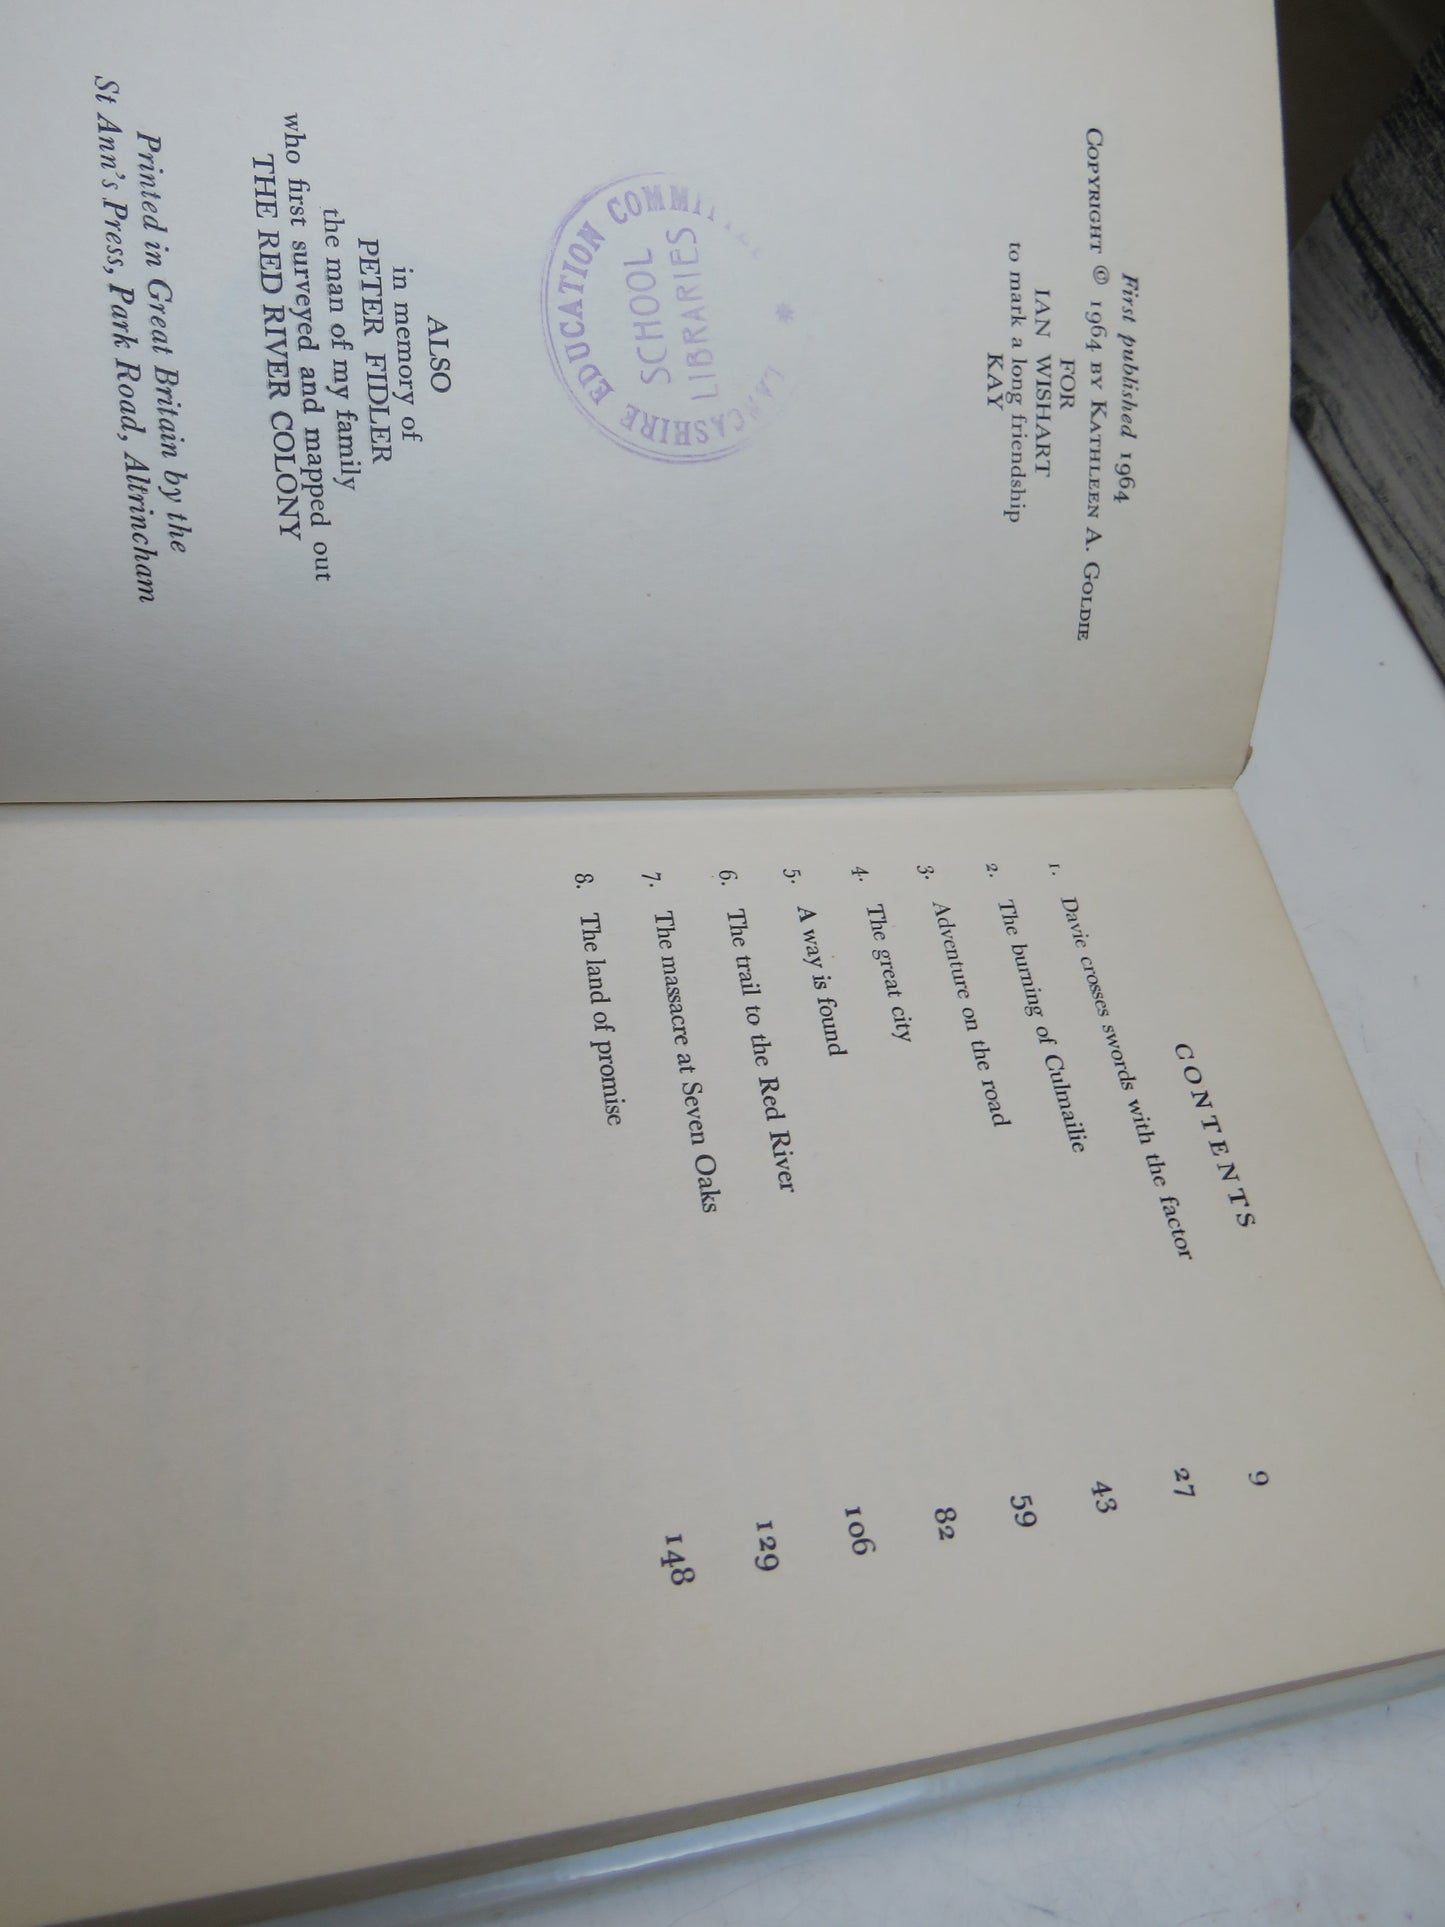 First published 1964
COPYRIGHT © 1964 BY KATHLEEN A. GOLDIE
FOR
IAN WISHART
to mark a long friendship
KAY
* LANCASHIRE EDUCATION COMMITTEE
SCHOOL
LIBRARIES
ALSO
in memory of
PETER FIDLER
the man of my family
who first surveyed and mapped out
THE RED RIVER COLONY
Printed in Great Britain by the
St Ann's Press, Park Road, Altrincham
CONTENTS
1. Davie crosses swords with the factor 9
2. The burning of Culmailie 27
3. Adventure on the road 43
4. The great city 59
5. A way is found 82
6. The trail to the Red River 106
7. The massacre at Seven Oaks 129
8. The land of promise 148